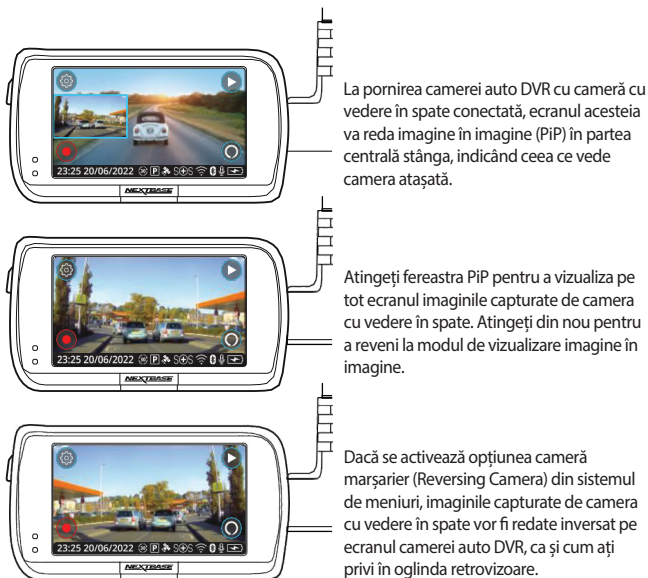 La pornirea camerei auto DVR cu cameră cu
vedere în spate conectată, ecranul acesteia
va reda imagine în imagine (PiP) în partea
centrală stânga, indicând ceea ce vede
camera atașată.
23:25 20/06/2022 P SOS
NEXTBASE
Atingeți fereastra PiP pentru a vizualiza pe
tot ecranul imaginile capturate de camera
cu vedere în spate. Atingeți din nou pentru
a reveni la modul de vizualizare imagine în
imagine.
23:25 20/06/2022 P SOS
NEXTBASE
Dacă se activează opțiunea cameră
marșarier (Reversing Camera) din sistemul
de meniuri, imaginile capturate de camera
cu vedere în spate vor fi redate inversat pe
ecranul camerei auto DVR, ca și cum ați
privi în oglinda retrovizoare.
23:25 20/06/2022 P SOS
NEXTBASE